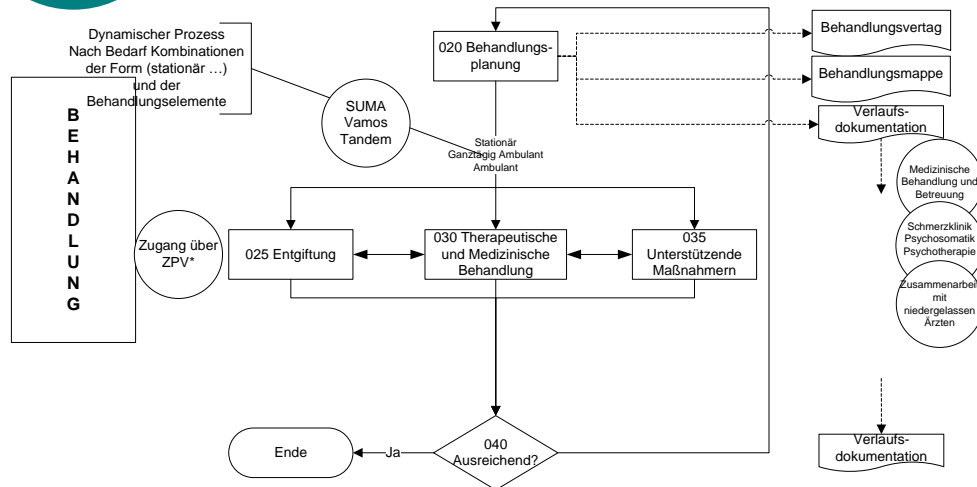 Dynamischer Prozess
Nach Bedarf Kombinationen
der Form (stationär ...)
und der
Behandlungselemente
B
E
H
A
N
D
L
U
N
G
SUMA
Vamos
Tandem
020 Behandlungs-
planung
Behandlungsvertag
Behandlungsmappe
Verlaufs-
dokumentation
Stationär
Ganztägig Ambulant
Ambulant
Medizinische
Behandlung und
Betreuung
Schmerzklinik
Psychosomatik
Psychotherapie
Zusammenarbeit
mit
niedergelassen
Ärzten
Zugang über
ZPV*
025 Entgiftung
030 Therapeutische
und Medizinische
Behandlung
035
Unterstützende
Maßnahmern
040
Ausreichend?
Ja
Ende
Verlaufs-
dokumentation